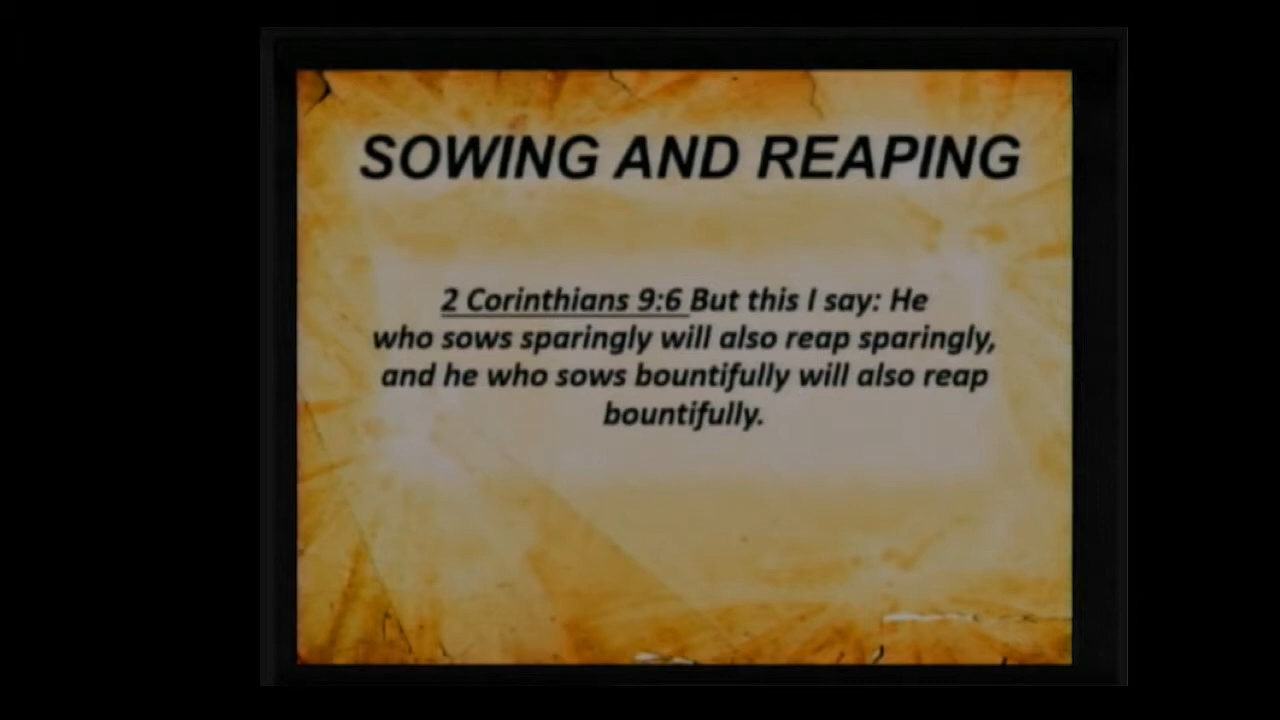 SOWING AND REAPING
2 Corinthians 9:6 But this I say: He
who sows sparingly will also reap sparingly,
and he who sows bountifully will also reap
bountifully.